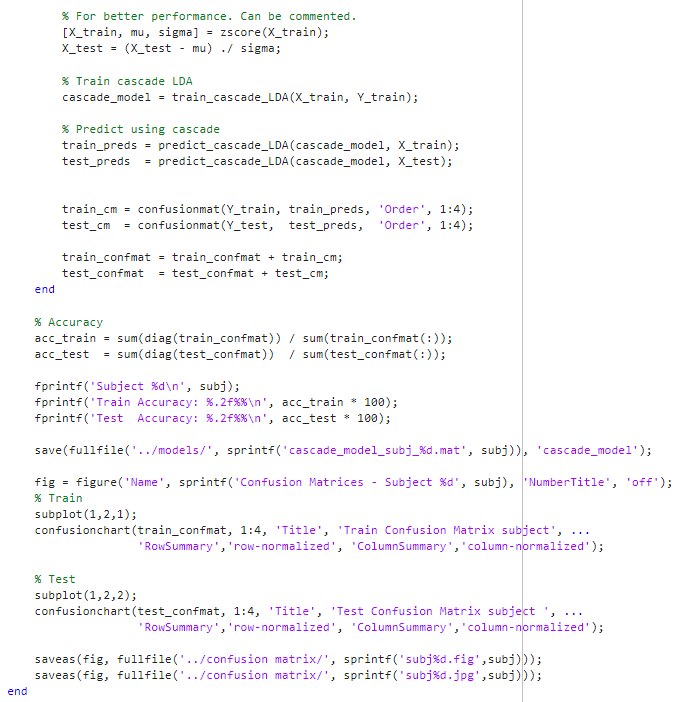 % For better performance. Can be commented.
[X_train, mu, sigma] = zscore(X_train);
X_test = (X_test - mu) ./ sigma;
% Train cascade LDA
cascade_model = train_cascade_LDA(X_train, Y_train);
% Predict using cascade
train_preds = predict_cascade_LDA(cascade_model, X_train);
test_preds  = predict_cascade_LDA(cascade_model, X_test);
train_cm = confusionmat(Y_train, train_preds, 'Order', 1:4);
test_cm  = confusionmat(Y_test,  test_preds,  'Order', 1:4);
train_confmat = train_confmat + train_cm;
test_confmat  = test_confmat + test_cm;
end
% Accuracy
acc_train = sum(diag(train_confmat)) / sum(train_confmat(:));
acc_test  = sum(diag(test_confmat))  / sum(test_confmat(:));
fprintf('Subject %d\n', subj);
fprintf('Train Accuracy: %.2f%%\n', acc_train * 100);
fprintf('Test  Accuracy: %.2f%%\n', acc_test * 100);
save(fullfile('../models/', sprintf('cascade_model_subj_%d.mat', subj)), 'cascade_model');
fig = figure('Name', sprintf('Confusion Matrices - Subject %d', subj), 'NumberTitle', 'off');
% Train
subplot(1,2,1);
confusionchart(train_confmat, 1:4, 'Title', 'Train Confusion Matrix subject', ...
'RowSummary','row-normalized', 'ColumnSummary','column-normalized');
% Test
subplot(1,2,2);
confusionchart(test_confmat, 1:4, 'Title', 'Test Confusion Matrix subject ', ...
'RowSummary','row-normalized', 'ColumnSummary','column-normalized');
saveas(fig, fullfile('../confusion matrix/', sprintf('subj%d.fig',subj)));
saveas(fig, fullfile('../confusion matrix/', sprintf('subj%d.jpg',subj)));
end